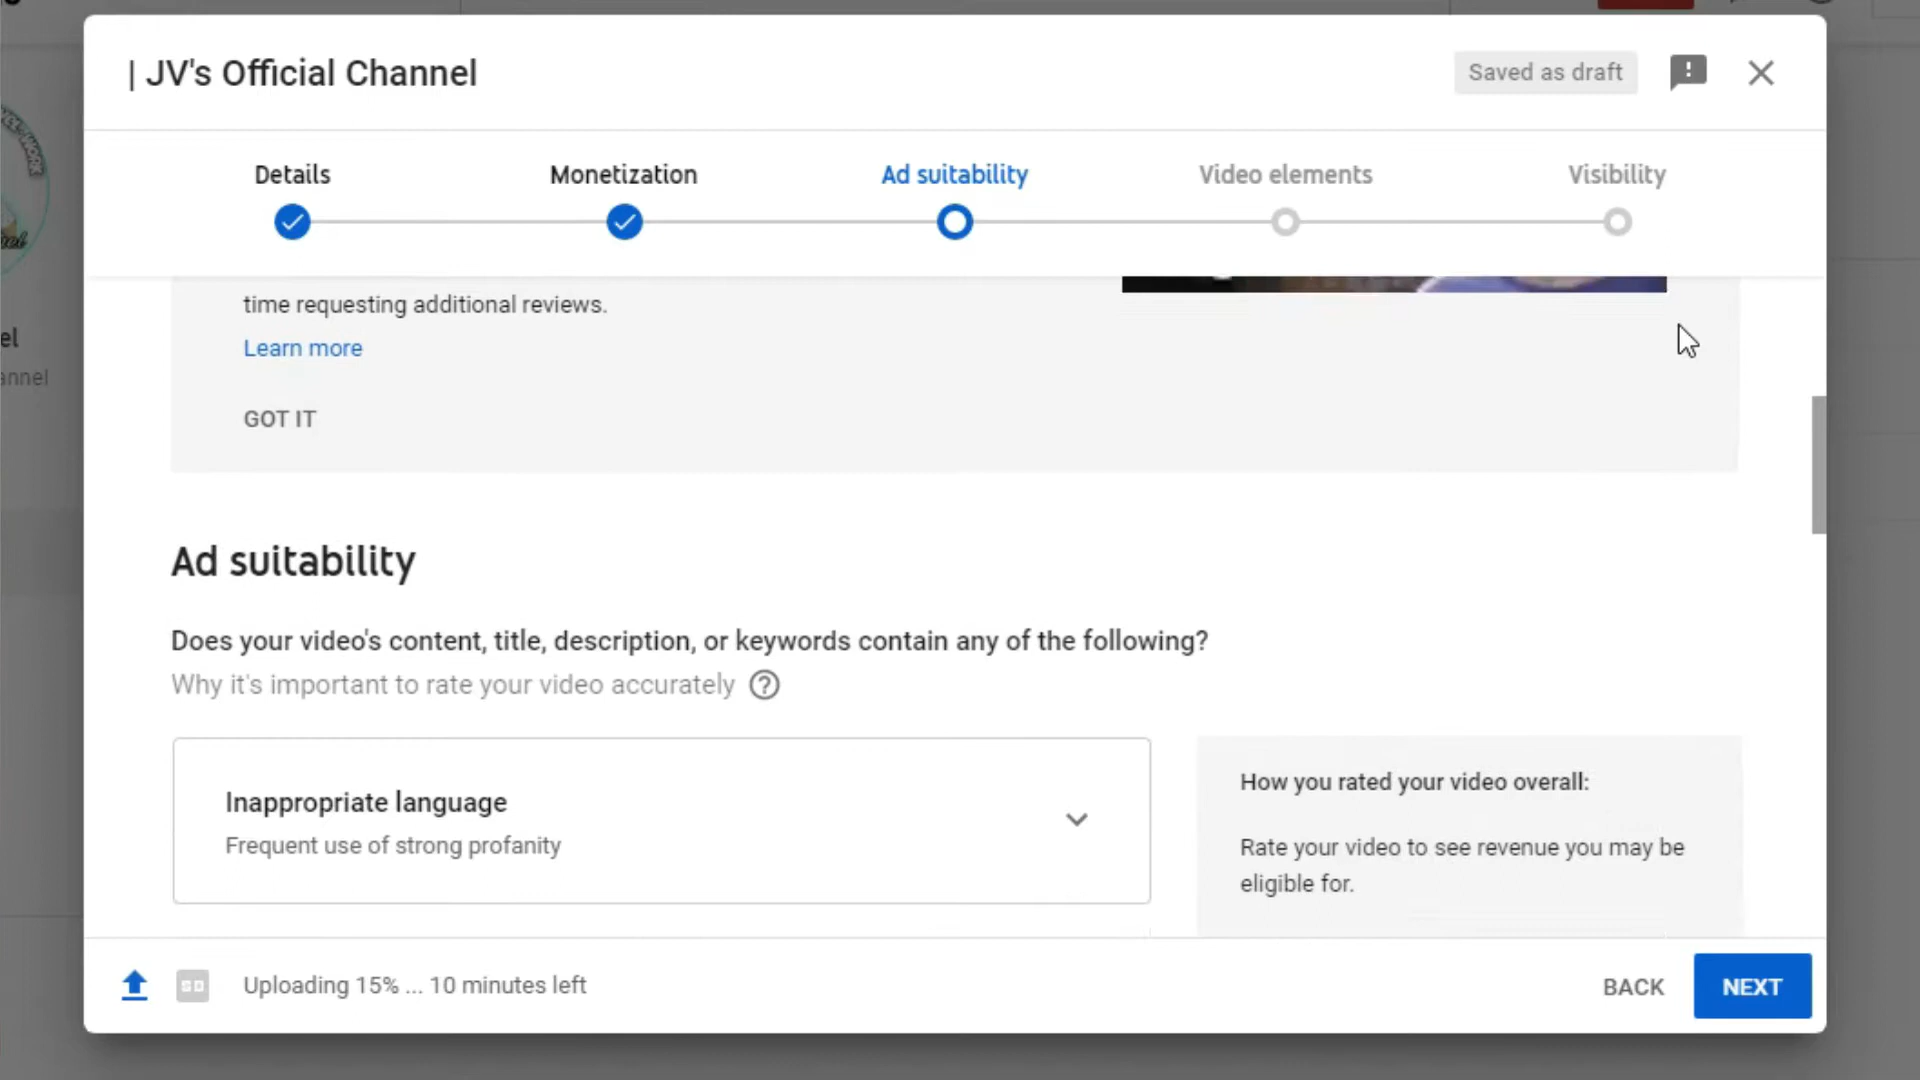 | JV's Official Channel
Saved as draft
Details
Monetization
Ad suitability
Video elements
Visibility
time requesting additional reviews.
Learn more
GOT IT
Ad suitability
Does your video's content, title, description, or keywords contain any of the following?
Why it's important to rate your video accurately
Inappropriate language
Frequent use of strong profanity
How you rated your video overall:
Rate your video to see revenue you may be
eligible for.
SD
Uploading 15% ... 10 minutes left
BACK
NEXT